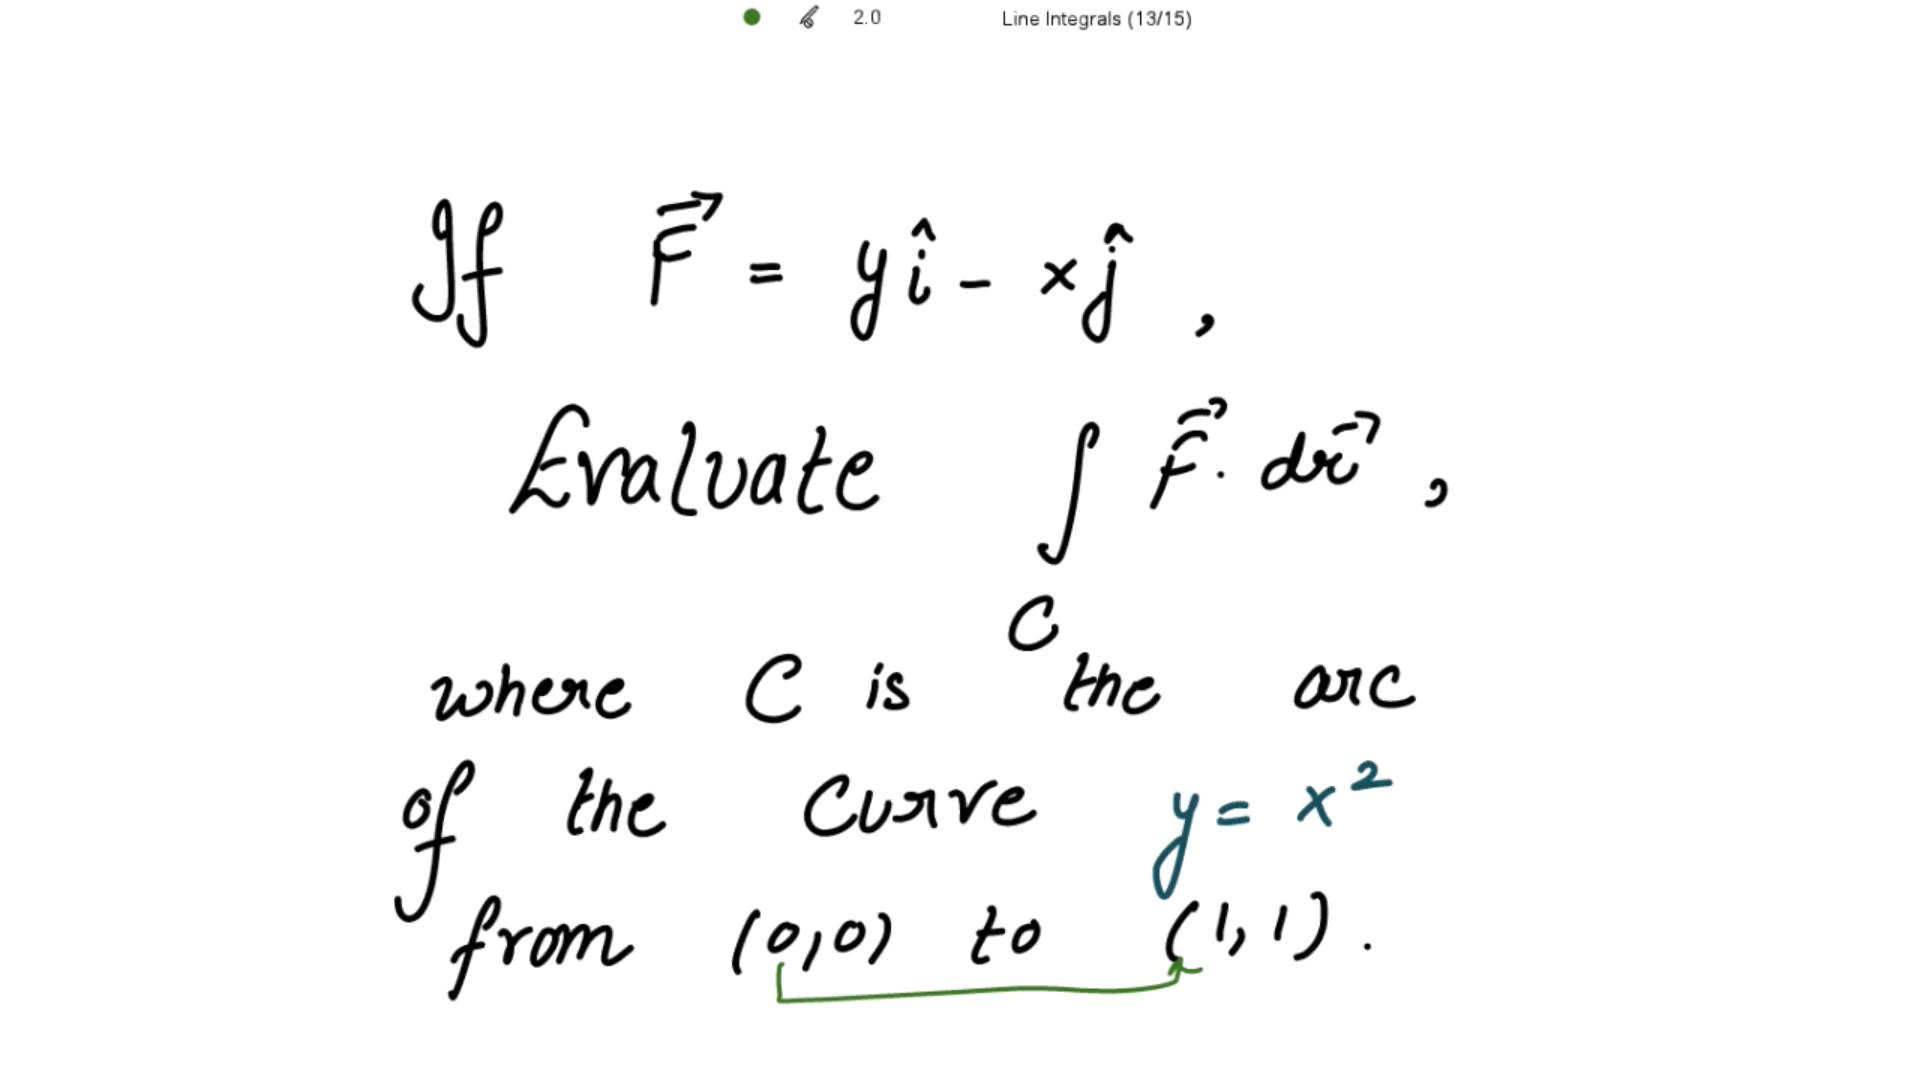 2.0 Line Integrals (13/15)
If F⃗ = yî - xĵ ,
Evaluate ∫ F⃗ . dr⃗ ,
C
where C is the arc
of the Curve y = x²
from (0,0) to (1,1) .